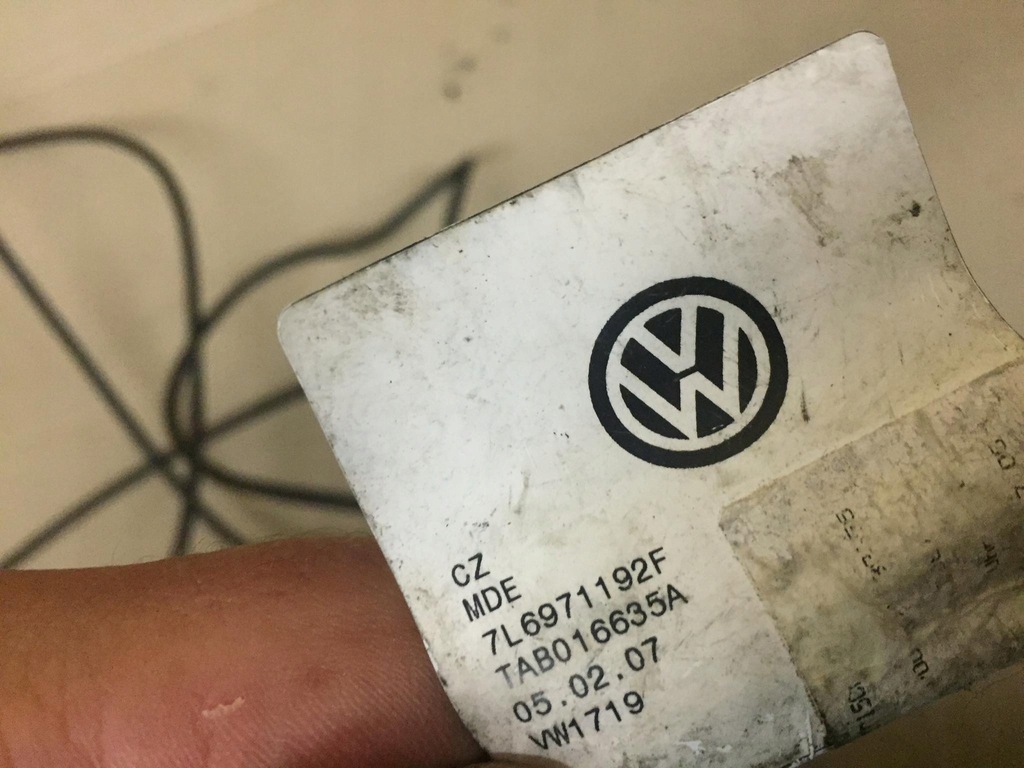 CZ
MDE
7L6971192F
TAB016635A
05.02.07
VW1719